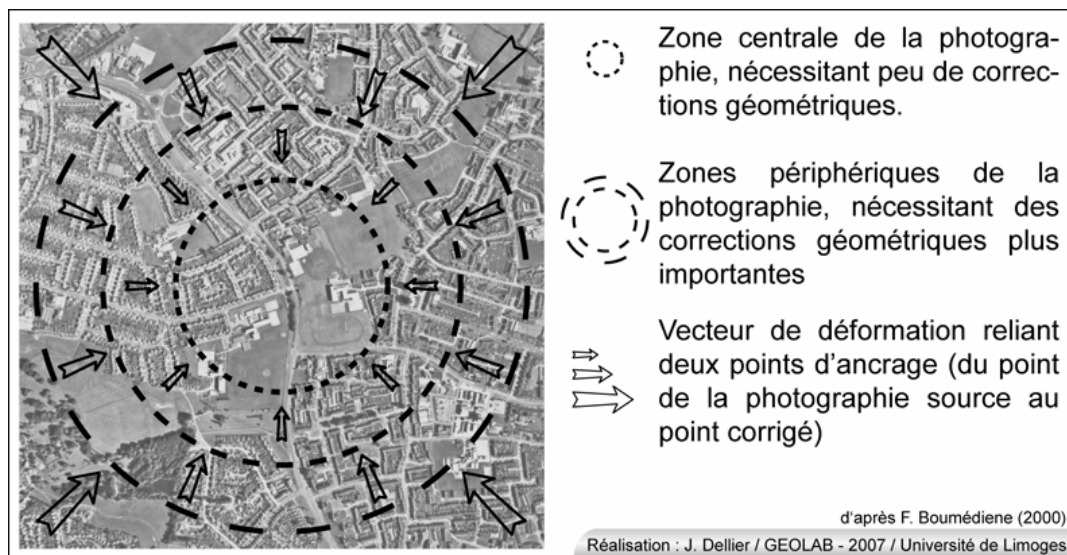 Zone centrale de la photogra-
phie, nécessitant peu de correc-
tions géométriques.
Zones périphériques de la
photographie, nécessitant des
corrections géométriques plus
importantes
Vecteur de déformation reliant
deux points d'ancrage (du point
de la photographie source au
point corrigé)
d'après F. Boumédiene (2000)
Réalisation : J. Dellier / GEOLAB - 2007 / Université de Limoges